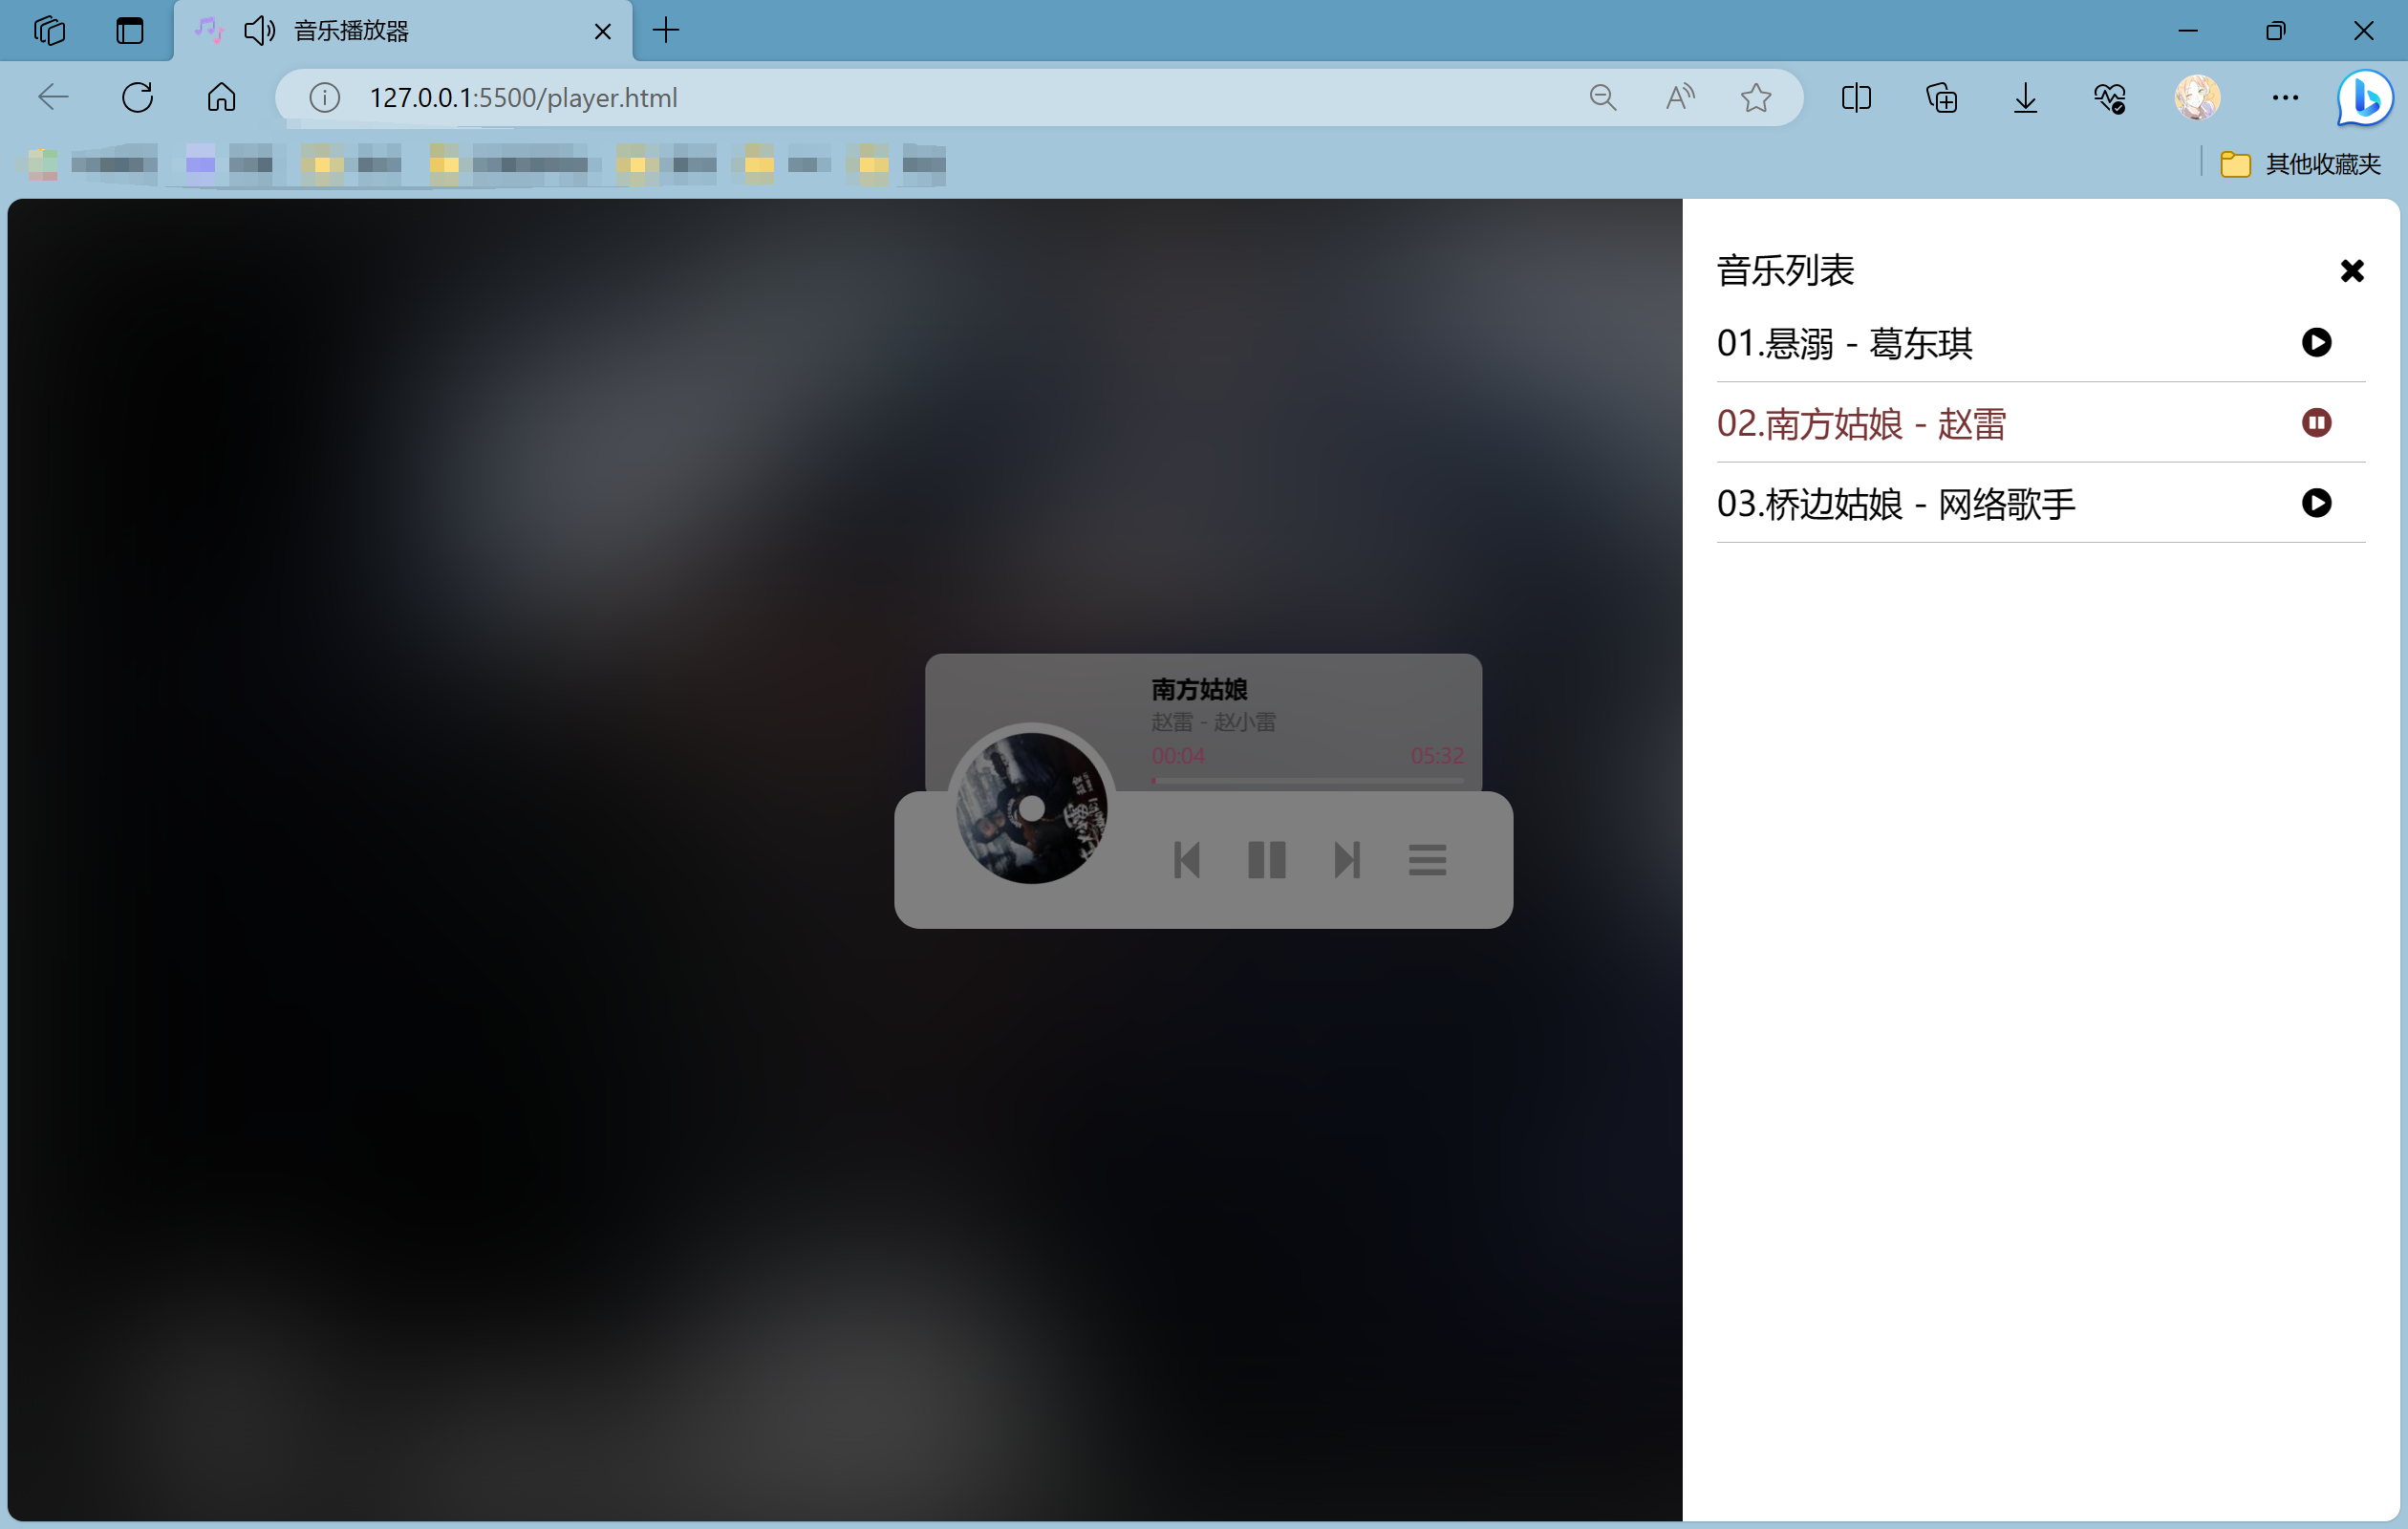 音乐播放器
127.0.0.1:5500/player.html
其他收藏夹
音乐列表
01.悬溺 - 葛东琪
02.南方姑娘 - 赵雷
03.桥边姑娘 - 网络歌手
南方姑娘
赵雷 - 赵小雷
00:04 05:32